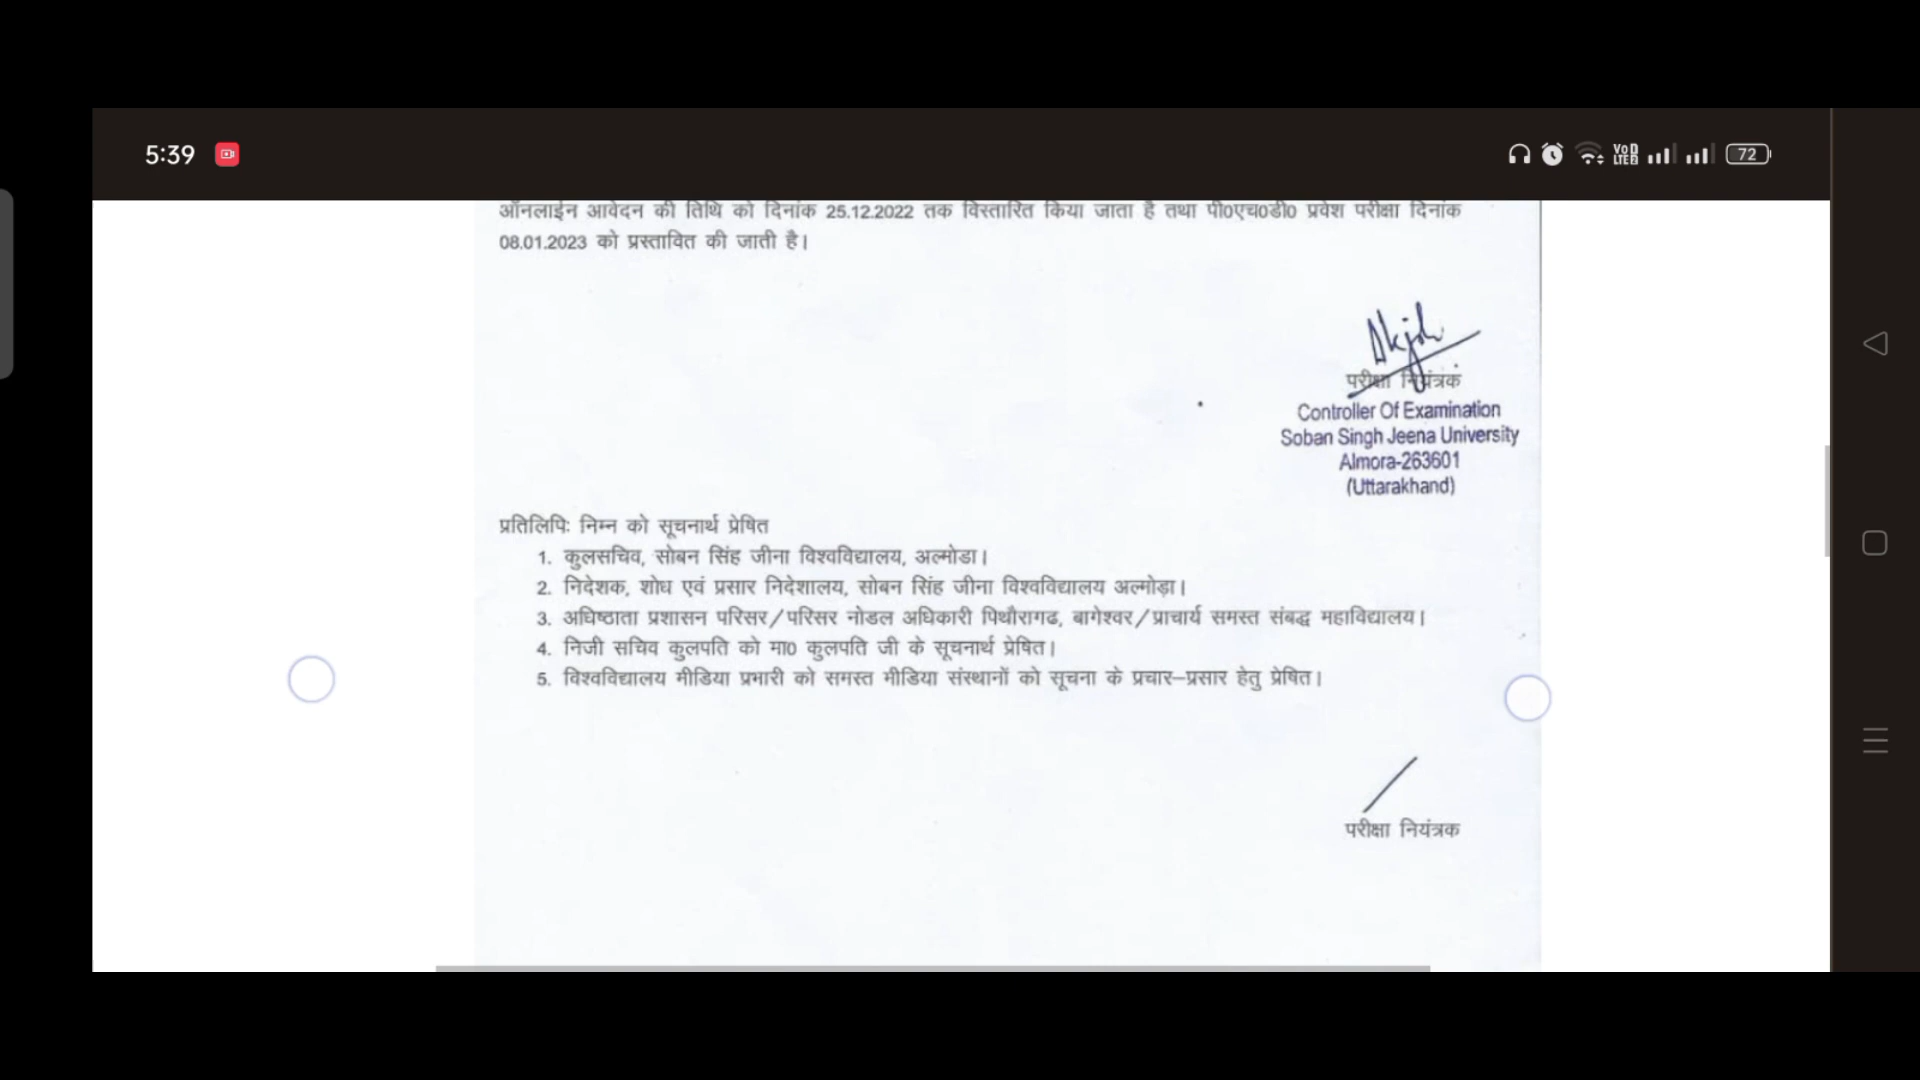 5:39
VoD LTE2
72
ऑनलाईन आवेदन की तिथि को दिनांक 25.12.2022 तक विस्तारित किया जाता है तथा पी0एच0डी0 प्रवेश परीक्षा दिनांक
08.01.2023 को प्रस्तावित की जाती है।
परीक्षा नियंत्रक
Controller Of Examination
Soban Singh Jeena University
Almora-263601
(Uttarakhand)
प्रतिलिपिः निम्न को सूचनार्थ प्रेषित
1. कुलसचिव, सोबन सिंह जीना विश्वविद्यालय, अल्मोडा।
2. निदेशक, शोध एवं प्रसार निदेशालय, सोबन सिंह जीना विश्वविद्यालय अल्मोड़ा।
3. अधिष्ठाता प्रशासन परिसर/परिसर नोडल अधिकारी पिथौरागढ, बागेश्वर/प्राचार्य समस्त संबद्ध महाविद्यालय।
4. निजी सचिव कुलपति को मा0 कुलपति जी के सूचनार्थ प्रेषित।
5. विश्वविद्यालय मीडिया प्रभारी को समस्त मीडिया संस्थानों को सूचना के प्रचार–प्रसार हेतु प्रेषित।
परीक्षा नियंत्रक